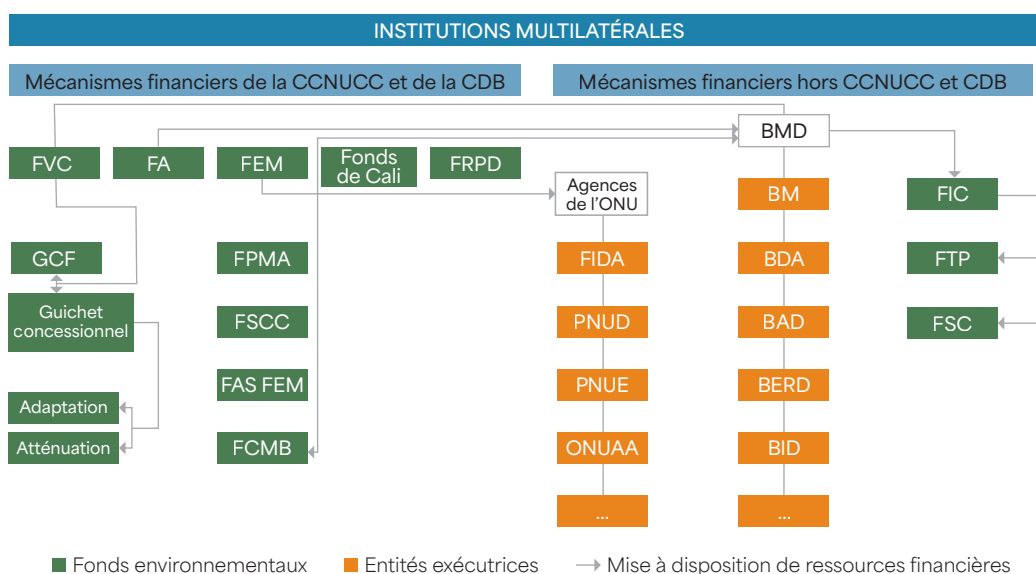 INSTITUTIONS MULTILATÉRALES
Mécanismes financiers de la CCNUCC et de la CDB
Mécanismes financiers hors CCNUCC et CDB
BMD
FVC
FA
FEM
Fonds
de Cali
FRPD
Agences
de l'ONU
BM
FIC
GCF
FPMA
FIDA
BDA
FTP
Guichet
concessionnel
FSCC
PNUD
BAD
FSC
Adaptation
FAS FEM
PNUE
BERD
Atténuation
FCMB
ONUAA
BID
...
...
Fonds environnementaux
Entités exécutrices
Mise à disposition de ressources financières